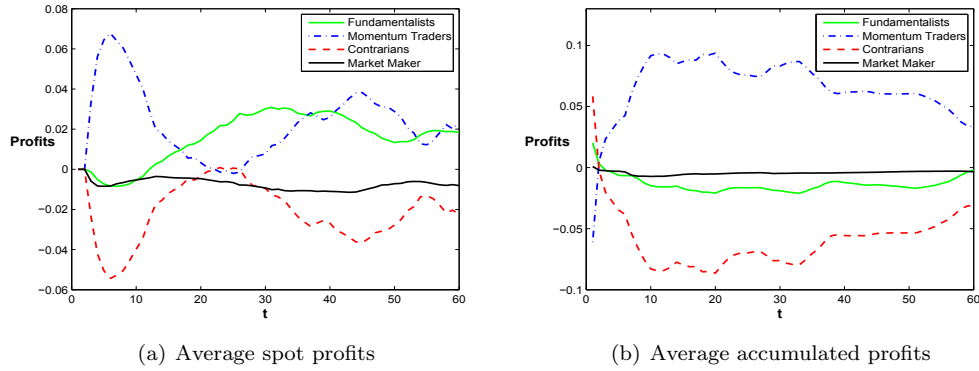 0.08
0.06
0.04
0.02
0
−0.02
−0.04
−0.06
Profits
0 10 20 30 40 50 60
t
Fundamentalists
Momentum Traders
Contrarians
Market Maker
(a) Average spot profits
0.1
0.05
0
−0.05
−0.1
Profits
0 10 20 30 40 50 60
t
Fundamentalists
Momentum Traders
Contrarians
Market Maker
(b) Average accumulated profits